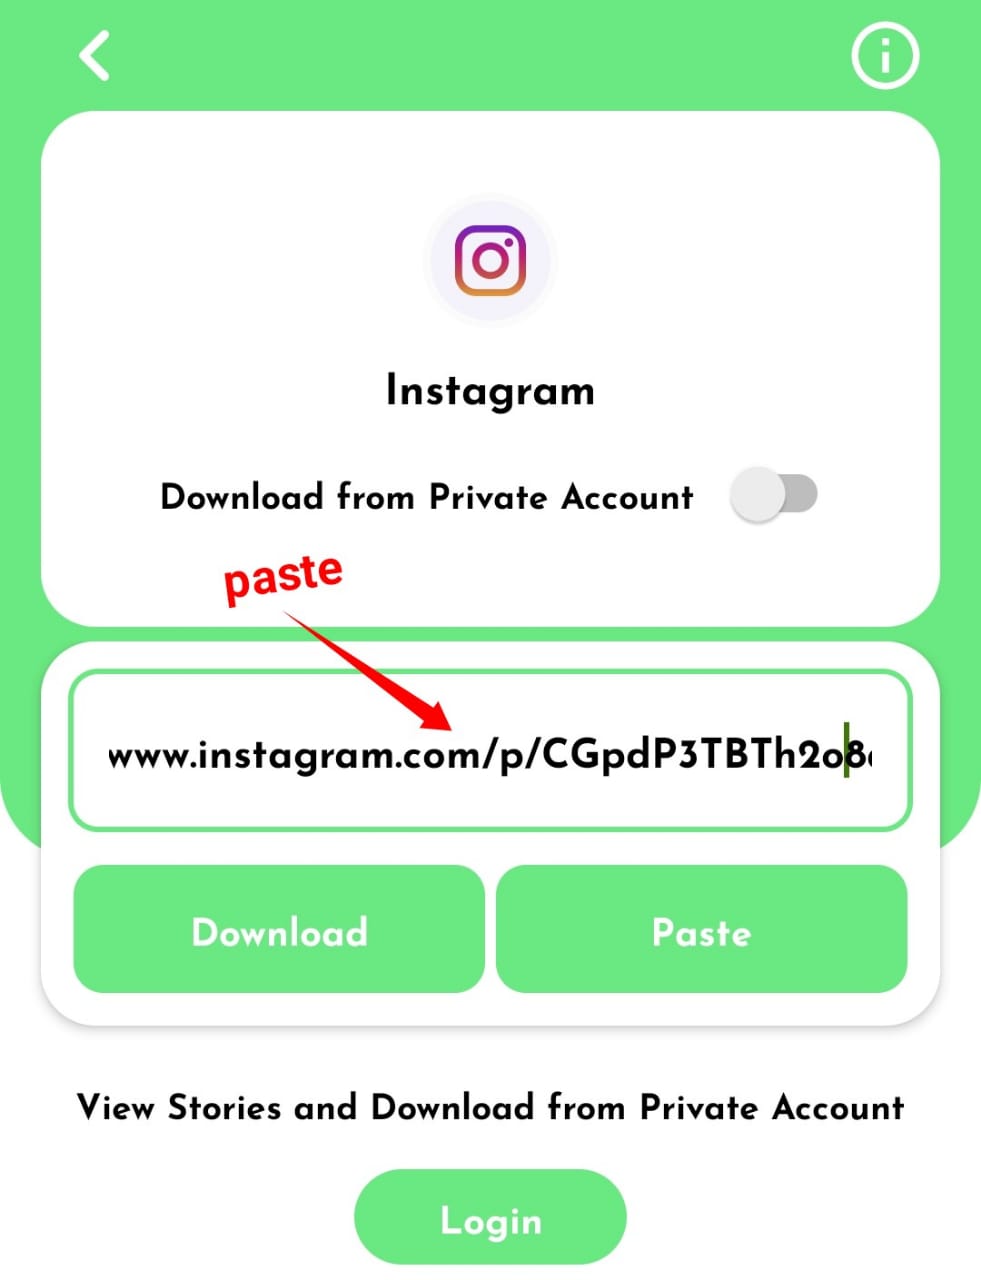 Instagram
Download from Private Account
paste
www.instagram.com/p/CGpdP3TBTh2o8
Download
Paste
View Stories and Download from Private Account
Login